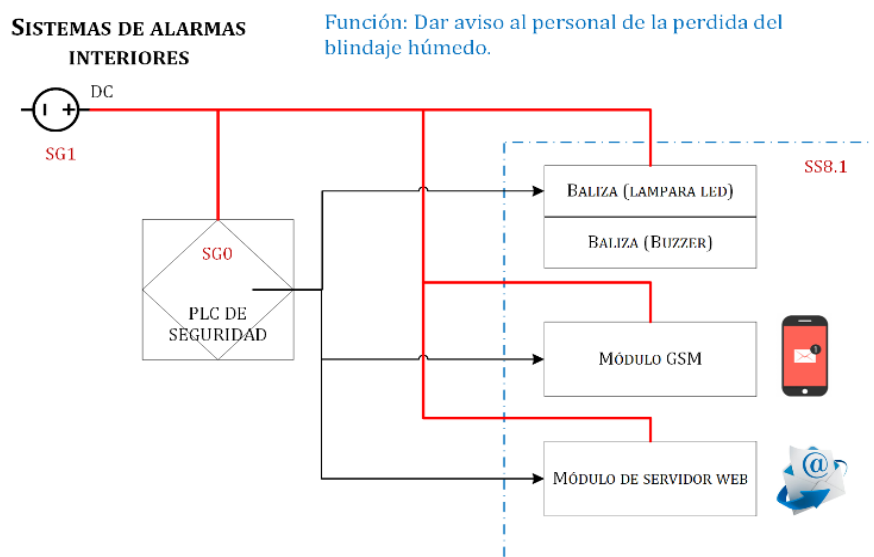 SISTEMAS DE ALARMAS
INTERIORES
Función: Dar aviso al personal de la perdida del
blindaje húmedo.
DC
SG1
SS8.1
BALIZA (LAMPARA LED)
BALIZA (BUZZER)
SG0
PLC DE
SEGURIDAD
MÓDULO GSM
1
MÓDULO DE SERVIDOR WEB
@